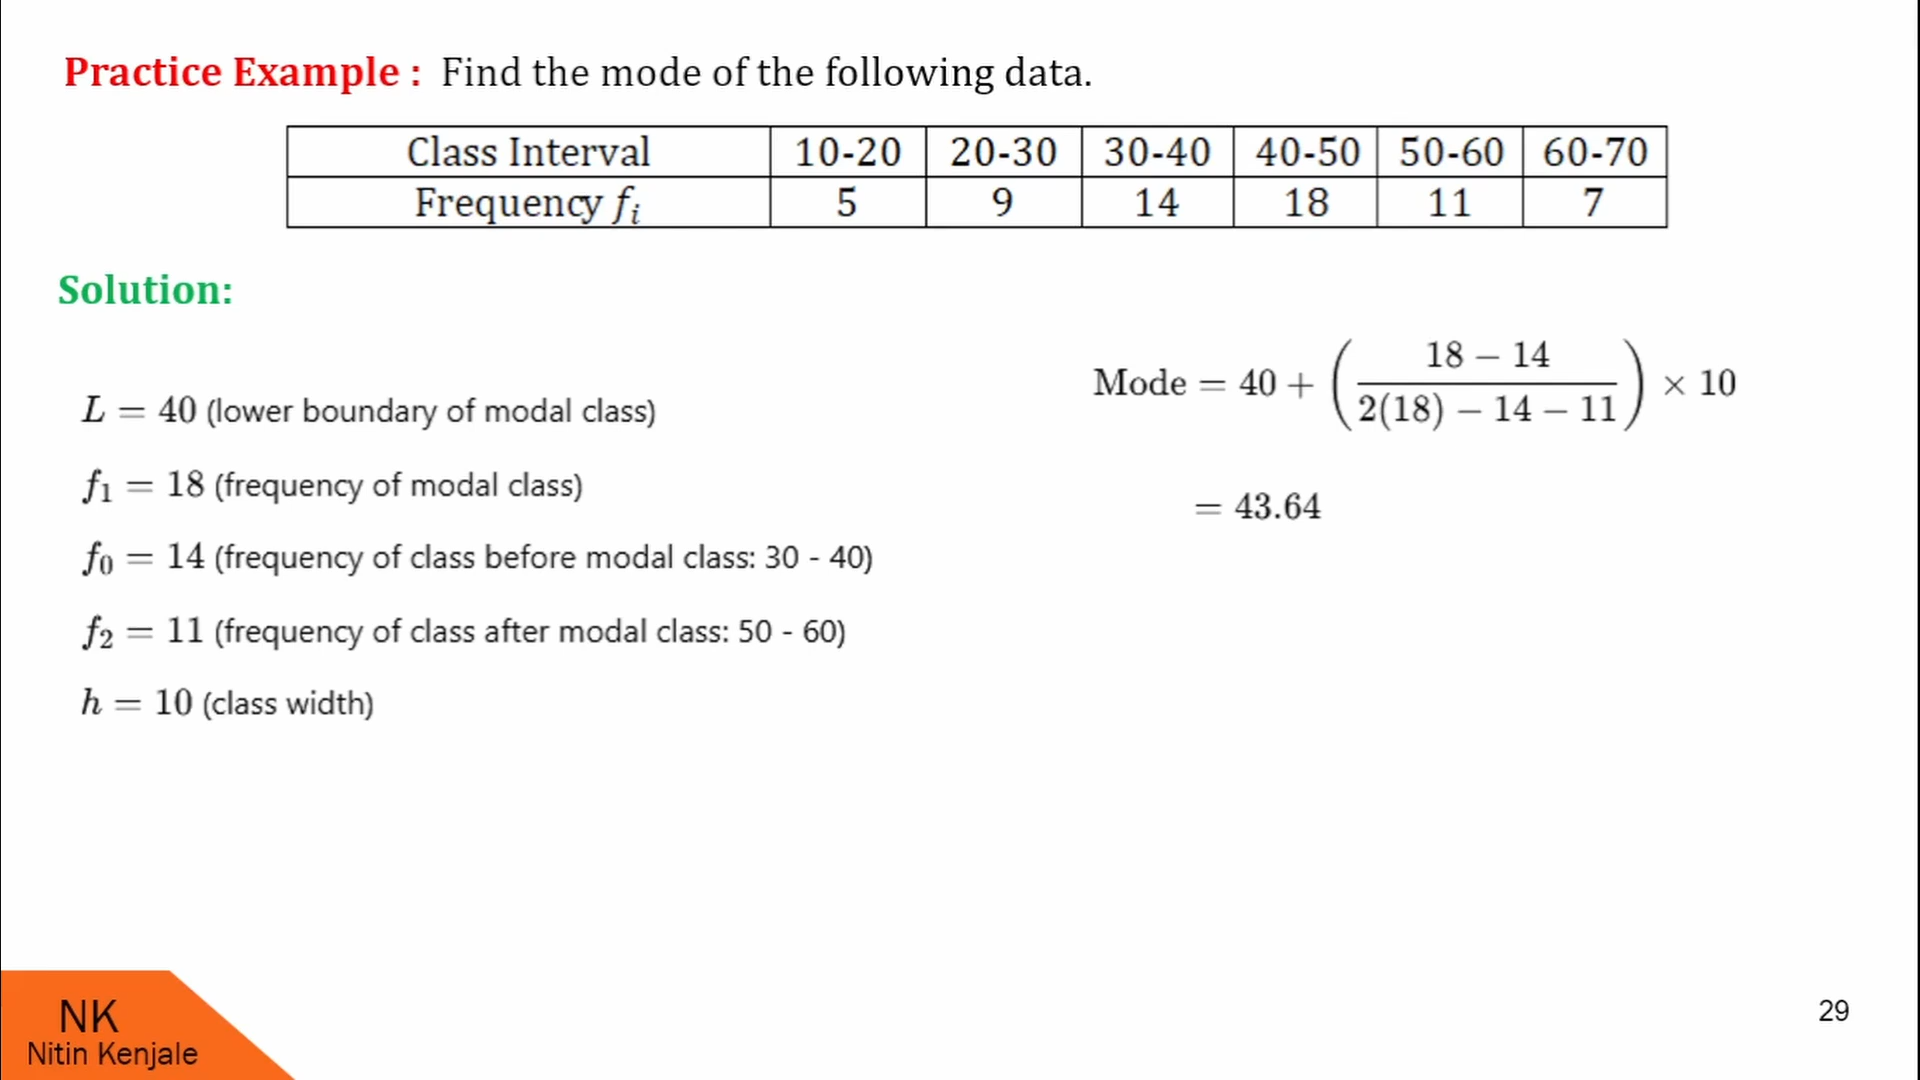 Practice Example : Find the mode of the following data.
Class Interval 10-20 20-30 30-40 40-50 50-60 60-70
Frequency fᵢ 5 9 14 18 11 7
Solution:
L = 40 (lower boundary of modal class)
f₁ = 18 (frequency of modal class)
f₀ = 14 (frequency of class before modal class: 30 - 40)
f₂ = 11 (frequency of class after modal class: 50 - 60)
h = 10 (class width)
Mode = 40 + ( (18 − 14) / (2(18) − 14 − 11) ) × 10
= 43.64
NK
Nitin Kenjale
29